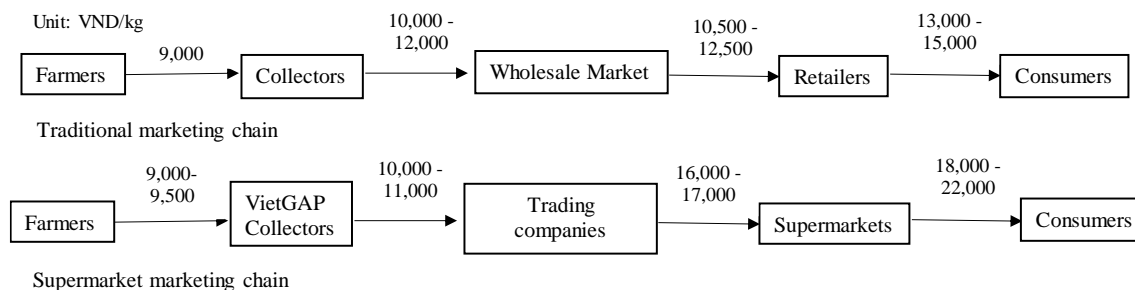 Unit: VND/kg
9,000
10,000 -
12,000
10,500 -
12,500
13,000 -
15,000
Farmers
Collectors
Wholesale Market
Retailers
Consumers
Traditional marketing chain
9,000-
9,500
10,000 -
11,000
16,000 -
17,000
18,000 -
22,000
Farmers
VietGAP
Collectors
Trading
companies
Supermarkets
Consumers
Supermarket marketing chain